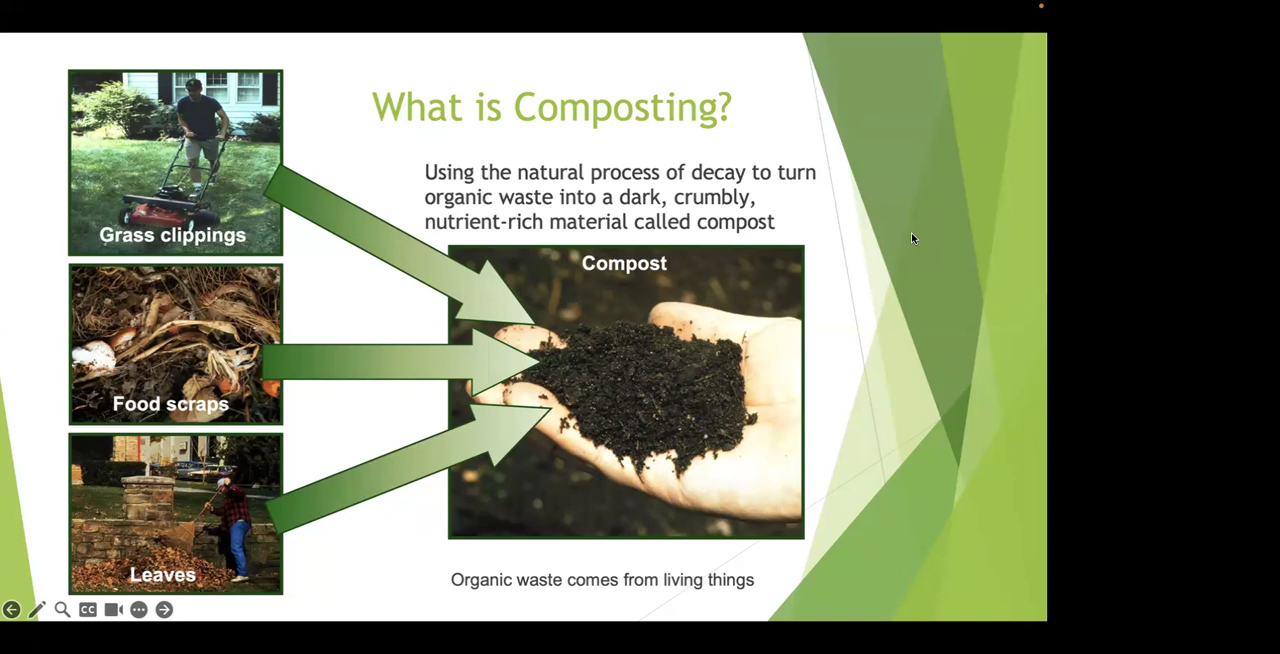 What is Composting?
Using the natural process of decay to turn
organic waste into a dark, crumbly,
nutrient-rich material called compost
Grass clippings
Food scraps
Leaves
Compost
Organic waste comes from living things
CC